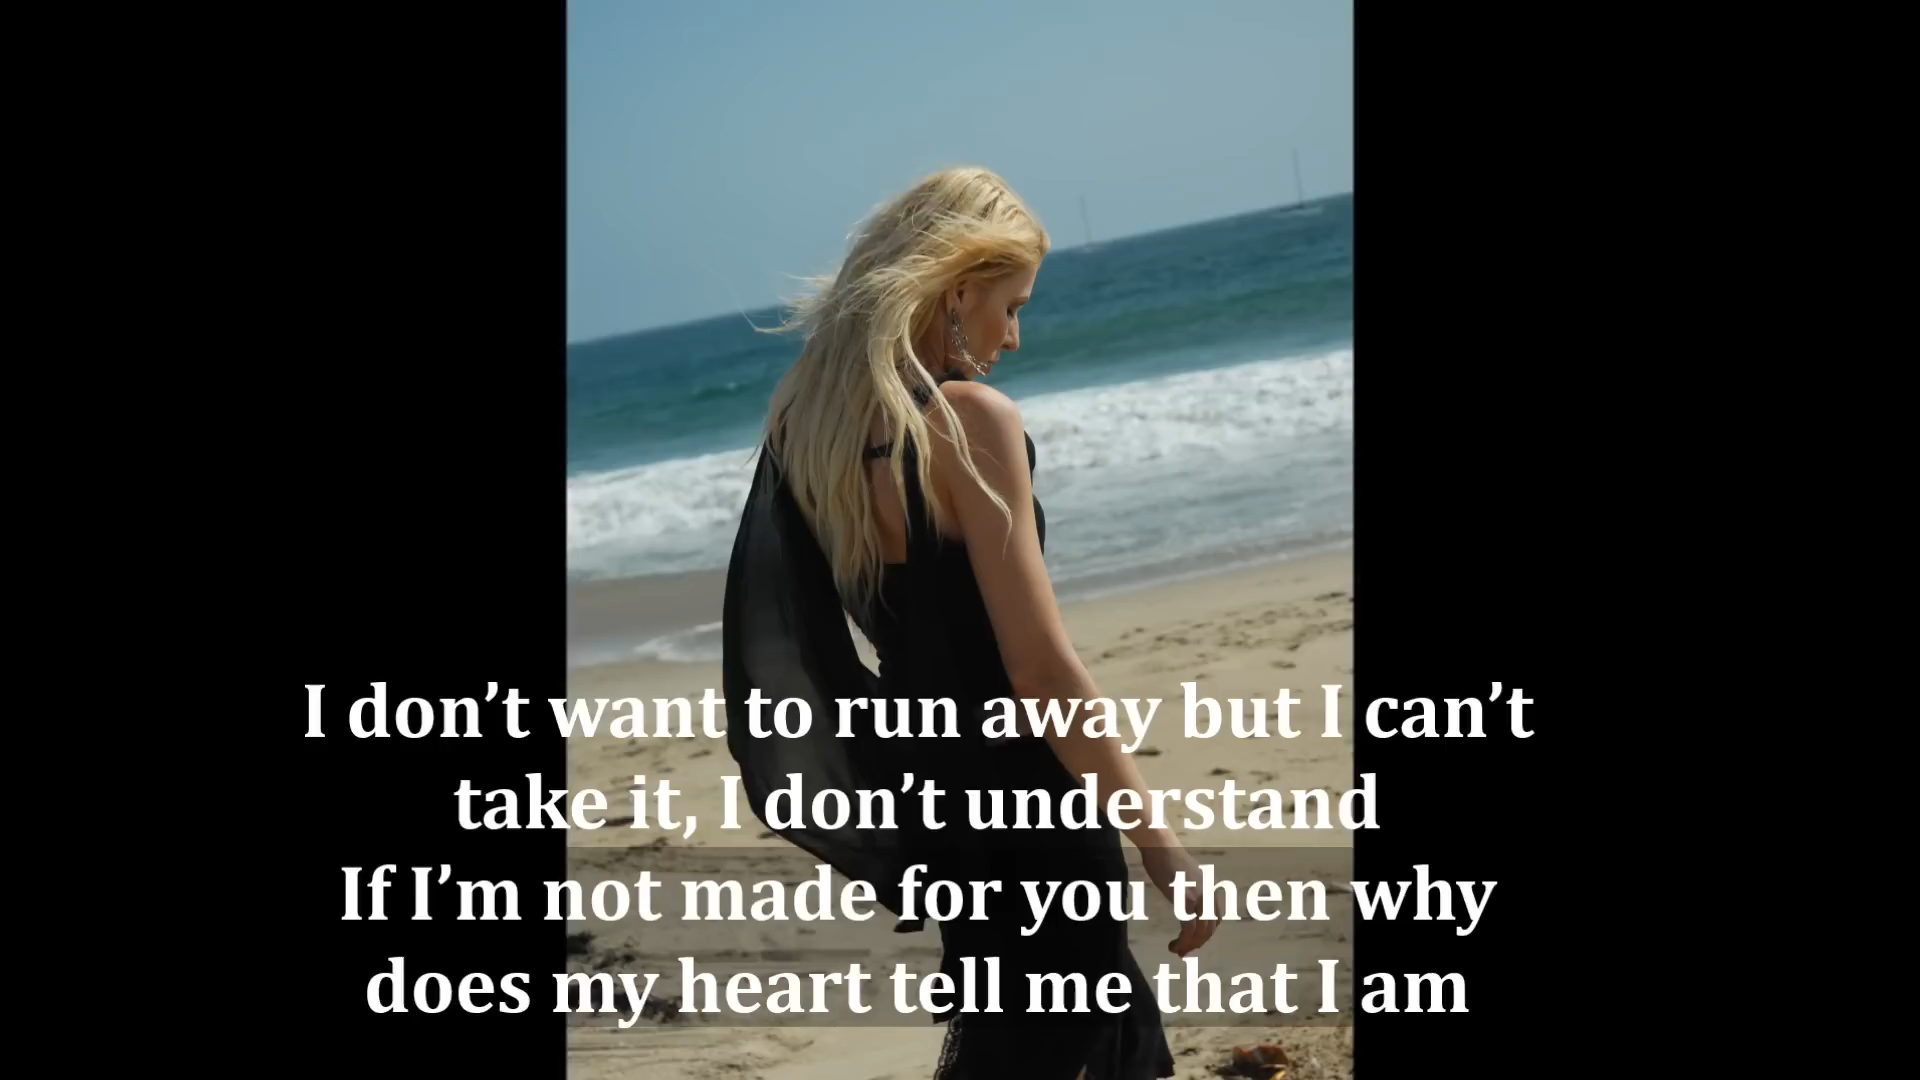 I don’t want to run away but I can’t
take it, I don’t understand
If I’m not made for you then why
does my heart tell me that I am